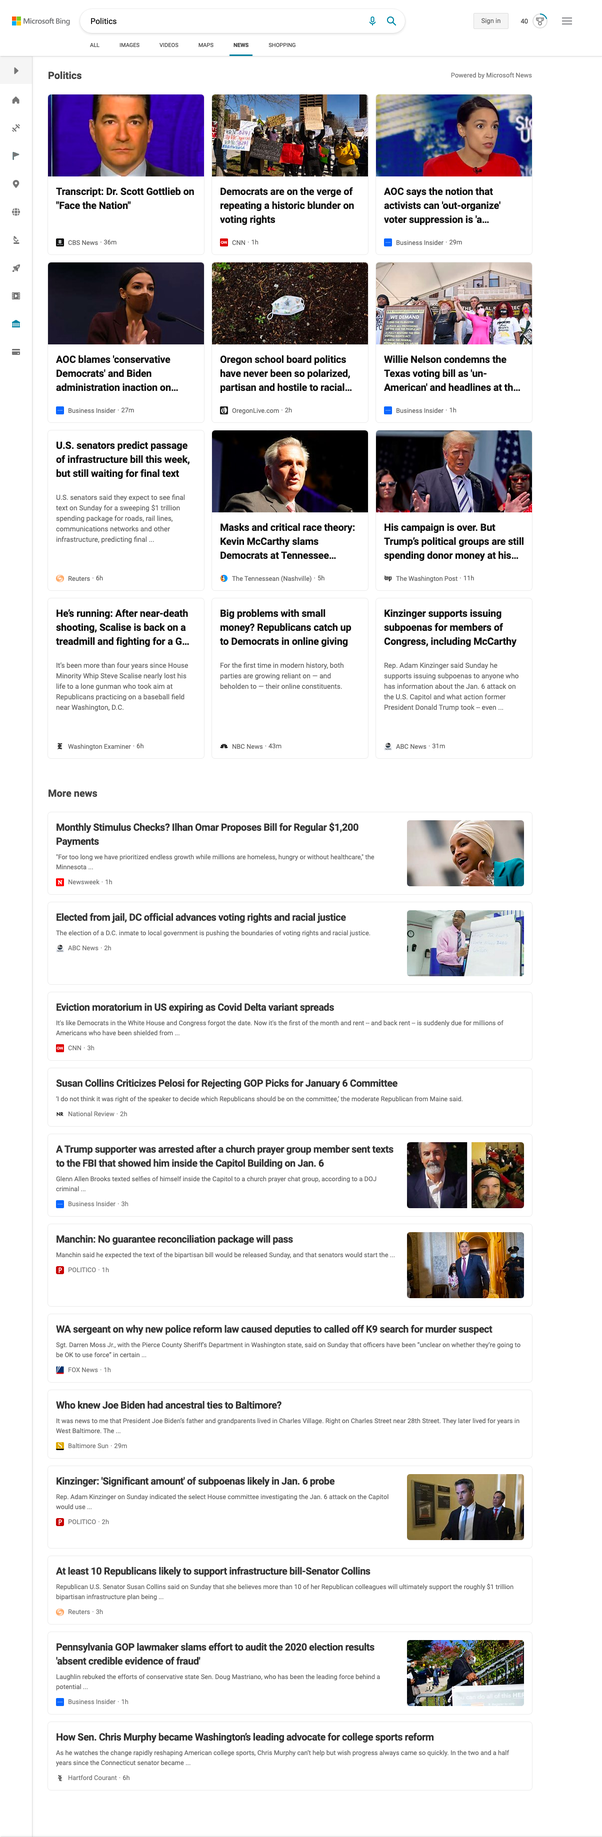 Microsoft Bing
Politics
Sign in
40
ALL
IMAGES
VIDEOS
MAPS
NEWS
SHOPPING
Politics
Powered by Microsoft News
Transcript: Dr. Scott Gottlieb on
"Face the Nation"
CBS News · 36m
Democrats are on the verge of
repeating a historic blunder on
voting rights
CNN · 1h
AOC says the notion that
activists can 'out-organize'
voter suppression is 'a...
Business Insider · 29m
AOC blames 'conservative
Democrats' and Biden
administration inaction on...
Business Insider · 27m
Oregon school board politics
have never been so polarized,
partisan and hostile to racial...
OregonLive.com · 2h
WE DEMAND
Willie Nelson condemns the
Texas voting bill as 'un-
American' and headlines at th...
Business Insider · 1h
U.S. senators predict passage
of infrastructure bill this week,
but still waiting for final text
U.S. senators said they expect to see final
text on Sunday for a sweeping $1 trillion
spending package for roads, rail lines,
communications networks and other
infrastructure, predicting final ...
Reuters · 6h
Masks and critical race theory:
Kevin McCarthy slams
Democrats at Tennessee...
The Tennessean (Nashville) · 5h
His campaign is over. But
Trump's political groups are still
spending donor money at his...
The Washington Post · 11h
He's running: After near-death
shooting, Scalise is back on a
treadmill and fighting for a G...
It's been more than four years since House
Minority Whip Steve Scalise nearly lost his
life to a lone gunman who took aim at
Republicans practicing on a baseball field
near Washington, D.C.
Washington Examiner · 6h
Big problems with small
money? Republicans catch up
to Democrats in online giving
For the first time in modern history, both
parties are growing reliant on — and
beholden to — their online constituents.
NBC News · 43m
Kinzinger supports issuing
subpoenas for members of
Congress, including McCarthy
Rep. Adam Kinzinger said Sunday he
supports issuing subpoenas to anyone who
has information about the Jan. 6 attack on
the U.S. Capitol and what action former
President Donald Trump took – even ...
ABC News · 31m
More news
Monthly Stimulus Checks? Ilhan Omar Proposes Bill for Regular $1,200
Payments
"For too long we have prioritized endless growth while millions are homeless, hungry or without healthcare," the
Minnesota ...
Newsweek · 1h
Elected from jail, DC official advances voting rights and racial justice
The election of a D.C. inmate to local government is pushing the boundaries of voting rights and racial justice.
ABC News · 2h
Eviction moratorium in US expiring as Covid Delta variant spreads
It's like Democrats in the White House and Congress forgot the date. Now it's the first of the month and rent – and back rent – is suddenly due for millions of
Americans who have been shielded from ...
CNN · 3h
Susan Collins Criticizes Pelosi for Rejecting GOP Picks for January 6 Committee
'I do not think it was right of the speaker to decide which Republicans should be on the committee,' the moderate Republican from Maine said.
National Review · 2h
A Trump supporter was arrested after a church prayer group member sent texts
to the FBI that showed him inside the Capitol Building on Jan. 6
Glenn Allen Brooks texted selfies of himself inside the Capitol to a church prayer chat group, according to a DOJ
criminal ...
Business Insider · 3h
Manchin: No guarantee reconciliation package will pass
Manchin said he expected the text of the bipartisan bill would be released Sunday, and that senators would start the ...
POLITICO · 1h
WA sergeant on why new police reform law caused deputies to called off K9 search for murder suspect
Sgt. Darren Moss Jr., with the Pierce County Sheriff's Department in Washington state, said on Sunday that officers have been "unclear on whether they're going to
be OK to use force" in certain ...
FOX News · 1h
Who knew Joe Biden had ancestral ties to Baltimore?
It was news to me that President Joe Biden's father and grandparents lived in Charles Village. Right on Charles Street near 28th Street. They later lived for years in
West Baltimore. The ...
Baltimore Sun · 29m
Kinzinger: 'Significant amount' of subpoenas likely in Jan. 6 probe
Rep. Adam Kinzinger on Sunday indicated the select House committee investigating the Jan. 6 attack on the Capitol
would use ...
POLITICO · 2h
At least 10 Republicans likely to support infrastructure bill-Senator Collins
Republican U.S. Senator Susan Collins said on Sunday that she believes more than 10 of her Republican colleagues will ultimately support the roughly $1 trillion
bipartisan infrastructure plan being ...
Reuters · 3h
Pennsylvania GOP lawmaker slams effort to audit the 2020 election results
'absent credible evidence of fraud'
Laughlin rebuked the efforts of conservative state Sen. Doug Mastriano, who has been the leading force behind a
potential ...
Business Insider · 1h
How Sen. Chris Murphy became Washington's leading advocate for college sports reform
As he watches the change rapidly reshaping American college sports, Chris Murphy can't help but wish progress always came so quickly. In the two and a half
years since the Connecticut senator became ...
Hartford Courant · 6h